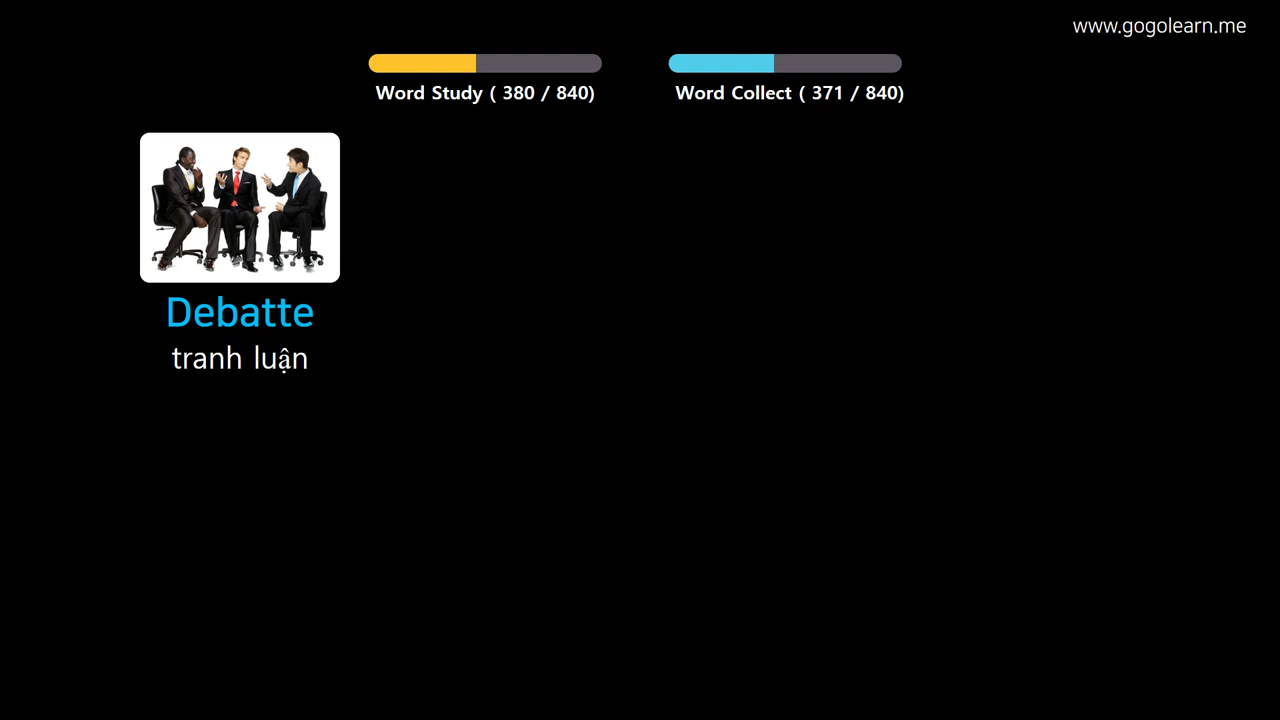 www.gogolearn.me
Word Study ( 380 / 840)
Word Collect ( 371 / 840)
Debatte
tranh luận